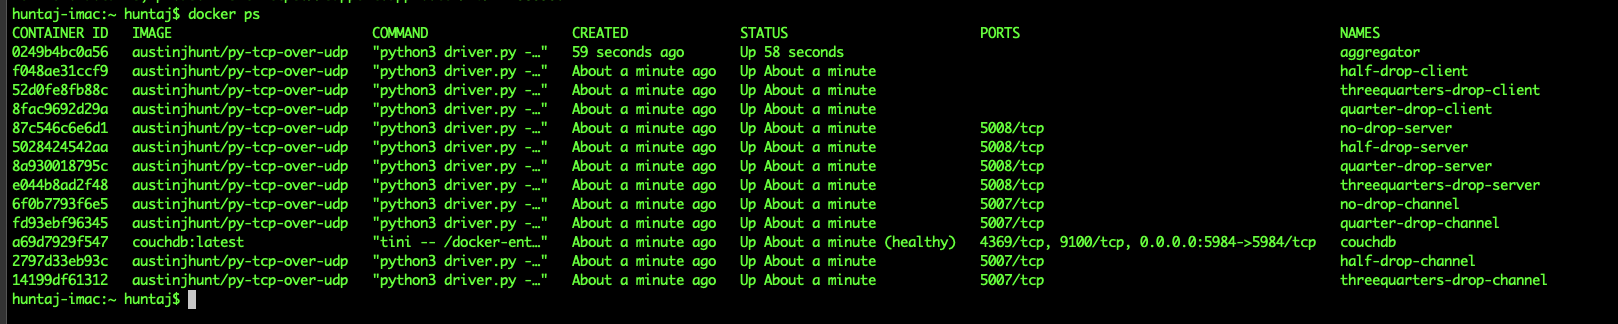 huntaj-imac:~ huntaj$ docker ps
CONTAINER ID   IMAGE                        COMMAND                  CREATED              STATUS                        PORTS                                        NAMES
0249b4bc0a56   austinjhunt/py-tcp-over-udp   "python3 driver.py -…"   59 seconds ago       Up 58 seconds                                                              aggregator
f048ae31ccf9   austinjhunt/py-tcp-over-udp   "python3 driver.py -…"   About a minute ago   Up About a minute                                                          half-drop-client
52d0fe8fb88c   austinjhunt/py-tcp-over-udp   "python3 driver.py -…"   About a minute ago   Up About a minute                                                          threequarters-drop-client
8fac9692d29a   austinjhunt/py-tcp-over-udp   "python3 driver.py -…"   About a minute ago   Up About a minute                                                          quarter-drop-client
87c546c6e6d1   austinjhunt/py-tcp-over-udp   "python3 driver.py -…"   About a minute ago   Up About a minute             5008/tcp                                     no-drop-server
5028424542aa   austinjhunt/py-tcp-over-udp   "python3 driver.py -…"   About a minute ago   Up About a minute             5008/tcp                                     half-drop-server
8a930018795c   austinjhunt/py-tcp-over-udp   "python3 driver.py -…"   About a minute ago   Up About a minute             5008/tcp                                     quarter-drop-server
e044b8ad2f48   austinjhunt/py-tcp-over-udp   "python3 driver.py -…"   About a minute ago   Up About a minute             5008/tcp                                     threequarters-drop-server
6f0b7793f6e5   austinjhunt/py-tcp-over-udp   "python3 driver.py -…"   About a minute ago   Up About a minute             5007/tcp                                     no-drop-channel
fd93ebf96345   austinjhunt/py-tcp-over-udp   "python3 driver.py -…"   About a minute ago   Up About a minute             5007/tcp                                     quarter-drop-channel
a69d7929f547   couchdb:latest                "tini -- /docker-ent…"   About a minute ago   Up About a minute (healthy)   4369/tcp, 9100/tcp, 0.0.0.0:5984->5984/tcp   couchdb
2797d33eb93c   austinjhunt/py-tcp-over-udp   "python3 driver.py -…"   About a minute ago   Up About a minute             5007/tcp                                     half-drop-channel
14199df61312   austinjhunt/py-tcp-over-udp   "python3 driver.py -…"   About a minute ago   Up About a minute             5007/tcp                                     threequarters-drop-channel
huntaj-imac:~ huntaj$